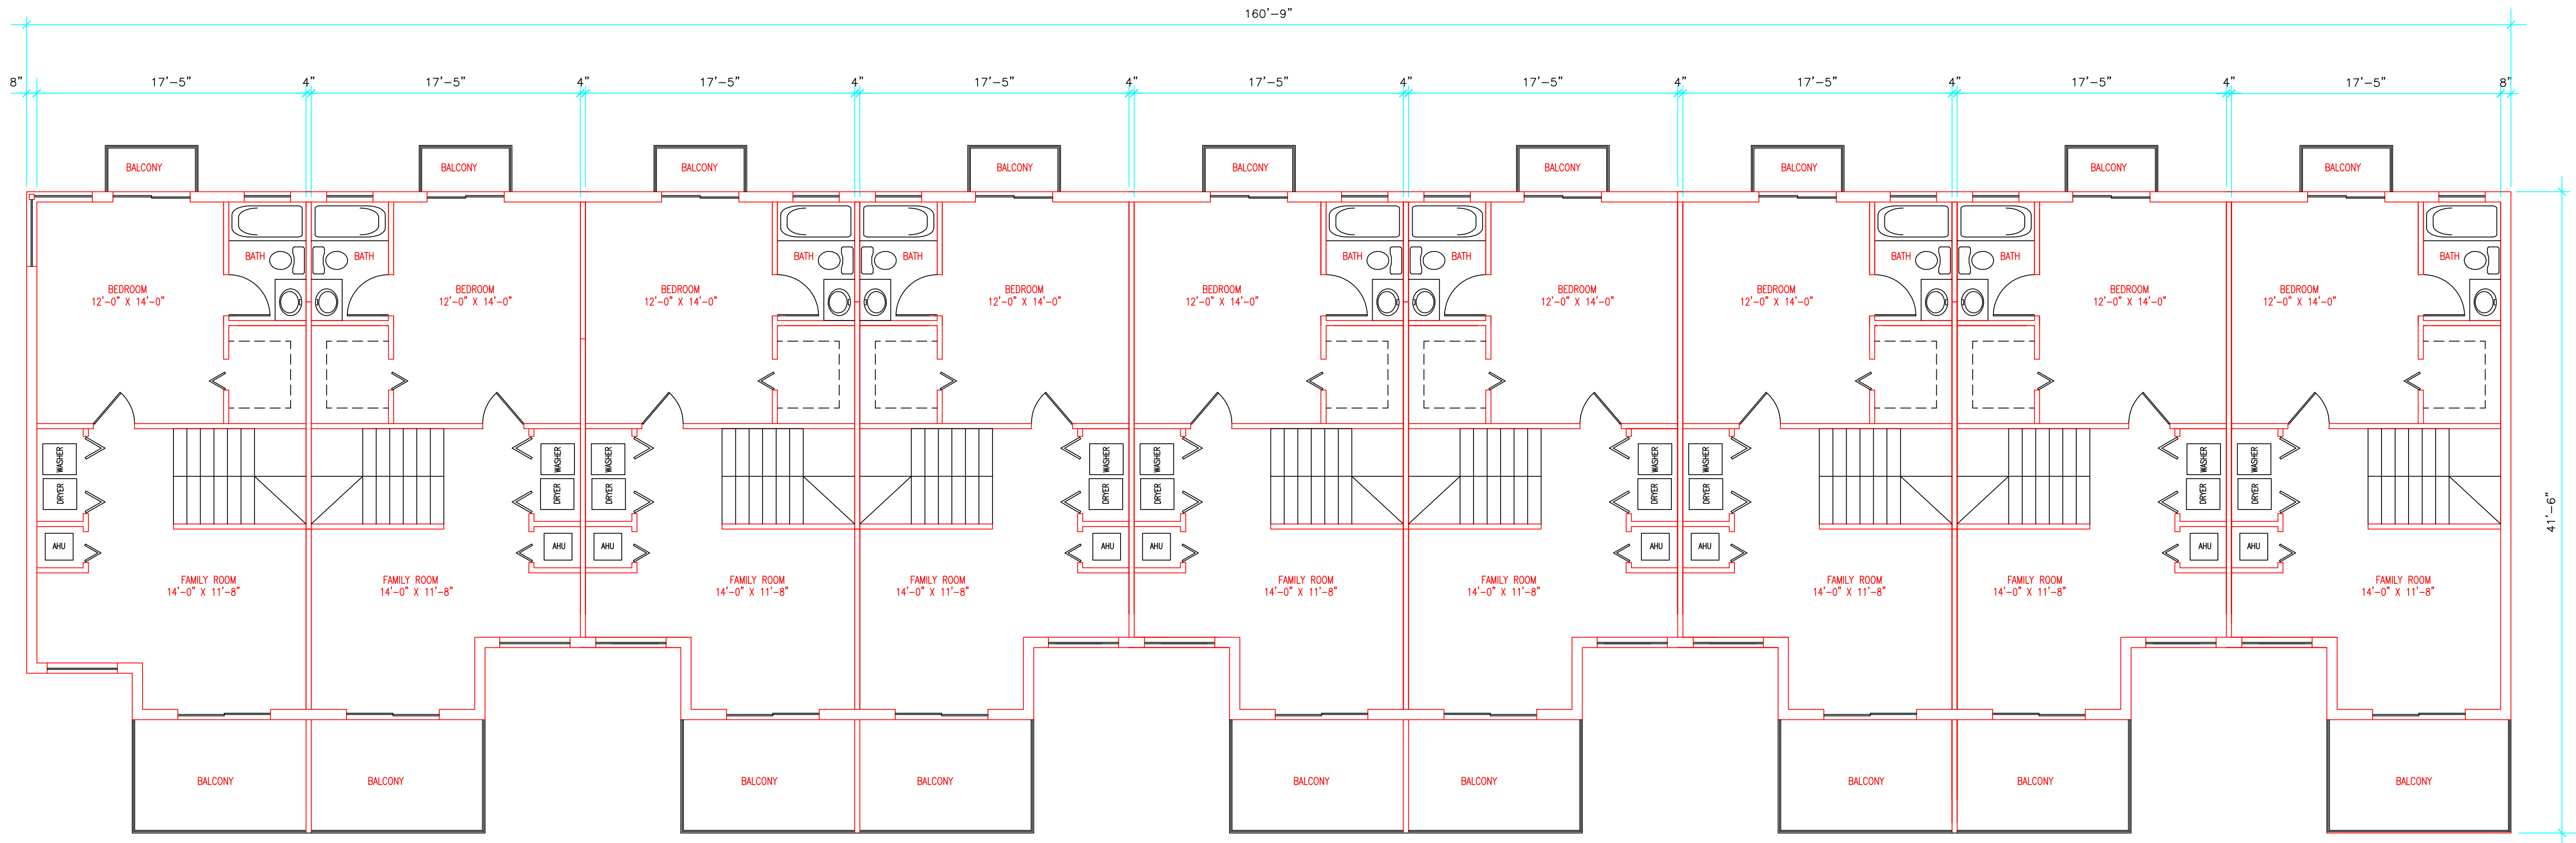 160'-9"
8" 17'-5" 4" 17'-5" 4" 17'-5" 4" 17'-5" 4" 17'-5" 4" 17'-5" 4" 17'-5" 4" 17'-5" 4" 17'-5" 8"
BALCONY BALCONY BALCONY BALCONY BALCONY BALCONY BALCONY BALCONY BALCONY
BATH BATH BATH BATH BATH BATH BATH BATH BATH
BEDROOM BEDROOM BEDROOM BEDROOM BEDROOM BEDROOM BEDROOM BEDROOM BEDROOM
12'-0" X 14'-0" 12'-0" X 14'-0" 12'-0" X 14'-0" 12'-0" X 14'-0" 12'-0" X 14'-0" 12'-0" X 14'-0" 12'-0" X 14'-0" 12'-0" X 14'-0" 12'-0" X 14'-0"
WASHER WASHER WASHER WASHER WASHER WASHER WASHER WASHER WASHER
DRYER DRYER DRYER DRYER DRYER DRYER DRYER DRYER DRYER
41'-6"
AHU AHU AHU AHU AHU AHU AHU AHU AHU
FAMILY ROOM FAMILY ROOM FAMILY ROOM FAMILY ROOM FAMILY ROOM FAMILY ROOM FAMILY ROOM FAMILY ROOM FAMILY ROOM
14'-0" X 11'-8" 14'-0" X 11'-8" 14'-0" X 11'-8" 14'-0" X 11'-8" 14'-0" X 11'-8" 14'-0" X 11'-8" 14'-0" X 11'-8" 14'-0" X 11'-8" 14'-0" X 11'-8"
BALCONY BALCONY BALCONY BALCONY BALCONY BALCONY BALCONY BALCONY BALCONY